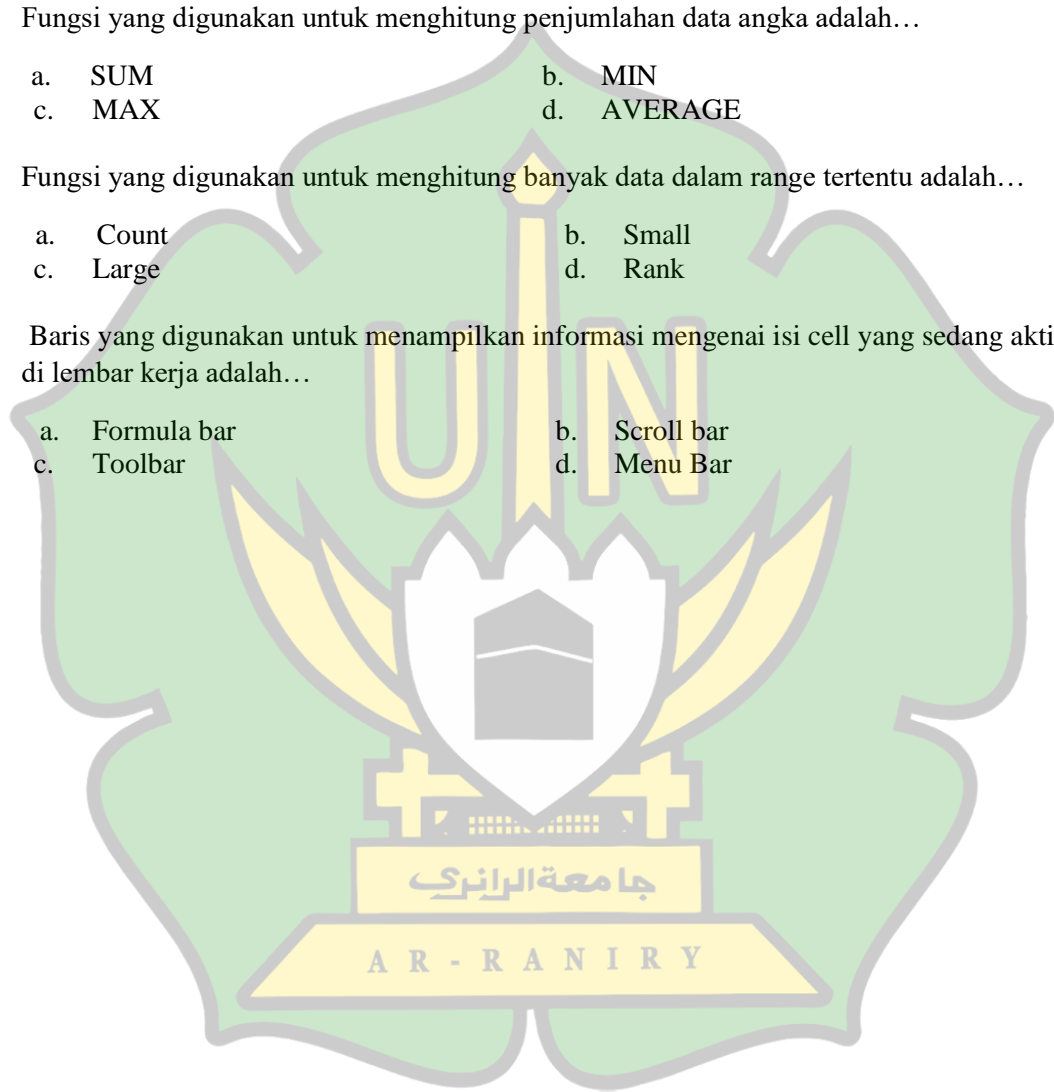 Fungsi yang digunakan untuk menghitung penjumlahan data angka adalah…
a. SUM b. MIN
c. MAX d. AVERAGE
Fungsi yang digunakan untuk menghitung banyak data dalam range tertentu adalah…
a. Count b. Small
c. Large d. Rank
Baris yang digunakan untuk menampilkan informasi mengenai isi cell yang sedang akti
di lembar kerja adalah…
a. Formula bar b. Scroll bar
c. Toolbar d. Menu Bar
UIN
جامعة الرانري
AR-RANIRY